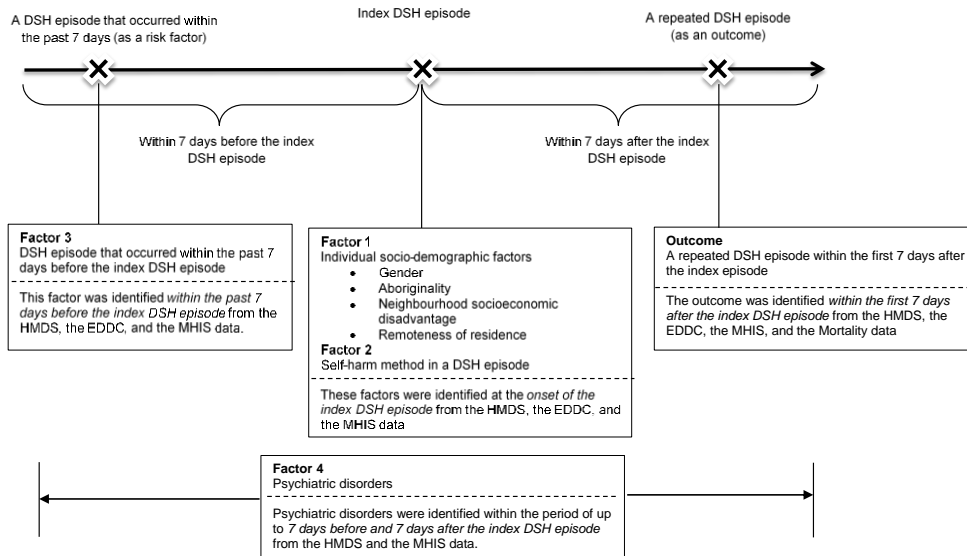 A DSH episode that occurred within
the past 7 days (as a risk factor)
Index DSH episode
A repeated DSH episode
(as an outcome)
Within 7 days before the index
DSH episode
Within 7 days after the index
DSH episode
Factor 3
DSH episode that occurred within the past 7
days before the index DSH episode
This factor was identified within the past 7
days before the index DSH episode from the
HMDS, the EDDC, and the MHIS data.
Factor 1
Individual socio-demographic factors
• Gender
• Aboriginality
• Neighbourhood socioeconomic
disadvantage
• Remoteness of residence
Factor 2
Self-harm method in a DSH episode
These factors were identified at the onset of the
index DSH episode from the HMDS, the EDDC, and
the MHIS data
Outcome
A repeated DSH episode within the first 7 days after
the index episode
The outcome was identified within the first 7 days
after the index DSH episode from the HMDS, the
EDDC, the MHIS, and the Mortality data
Factor 4
Psychiatric disorders
Psychiatric disorders were identified within the period of up
to 7 days before and 7 days after the index DSH episode
from the HMDS and the MHIS data.